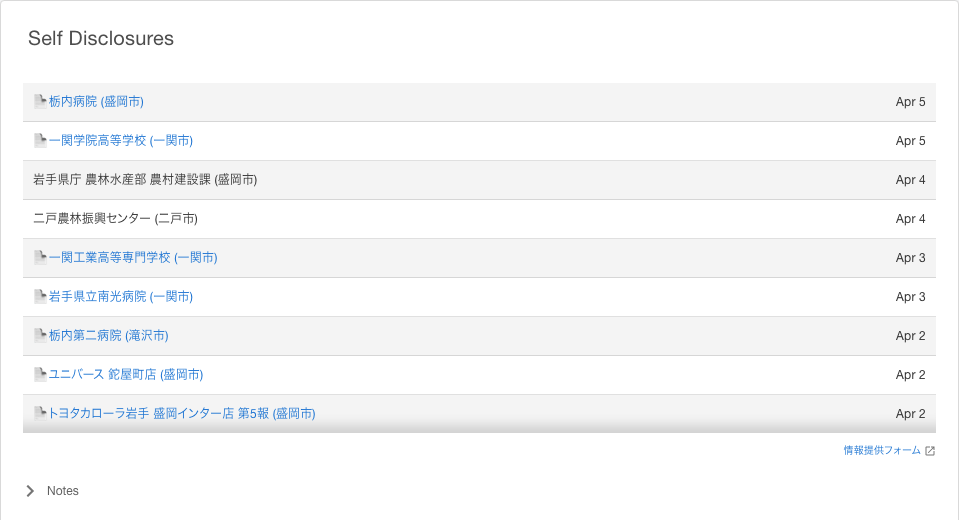 Self Disclosures
栃内病院 (盛岡市) Apr 5
一関学院高等学校 (一関市) Apr 5
岩手県庁 農林水産部 農村建設課 (盛岡市) Apr 4
二戸農林振興センター (二戸市) Apr 4
一関工業高等専門学校 (一関市) Apr 3
岩手県立南光病院 (一関市) Apr 3
栃内第二病院 (滝沢市) Apr 2
ユニバース 鉈屋町店 (盛岡市) Apr 2
トヨタカローラ岩手 盛岡インター店 第5報 (盛岡市) Apr 2
情報提供フォーム
Notes